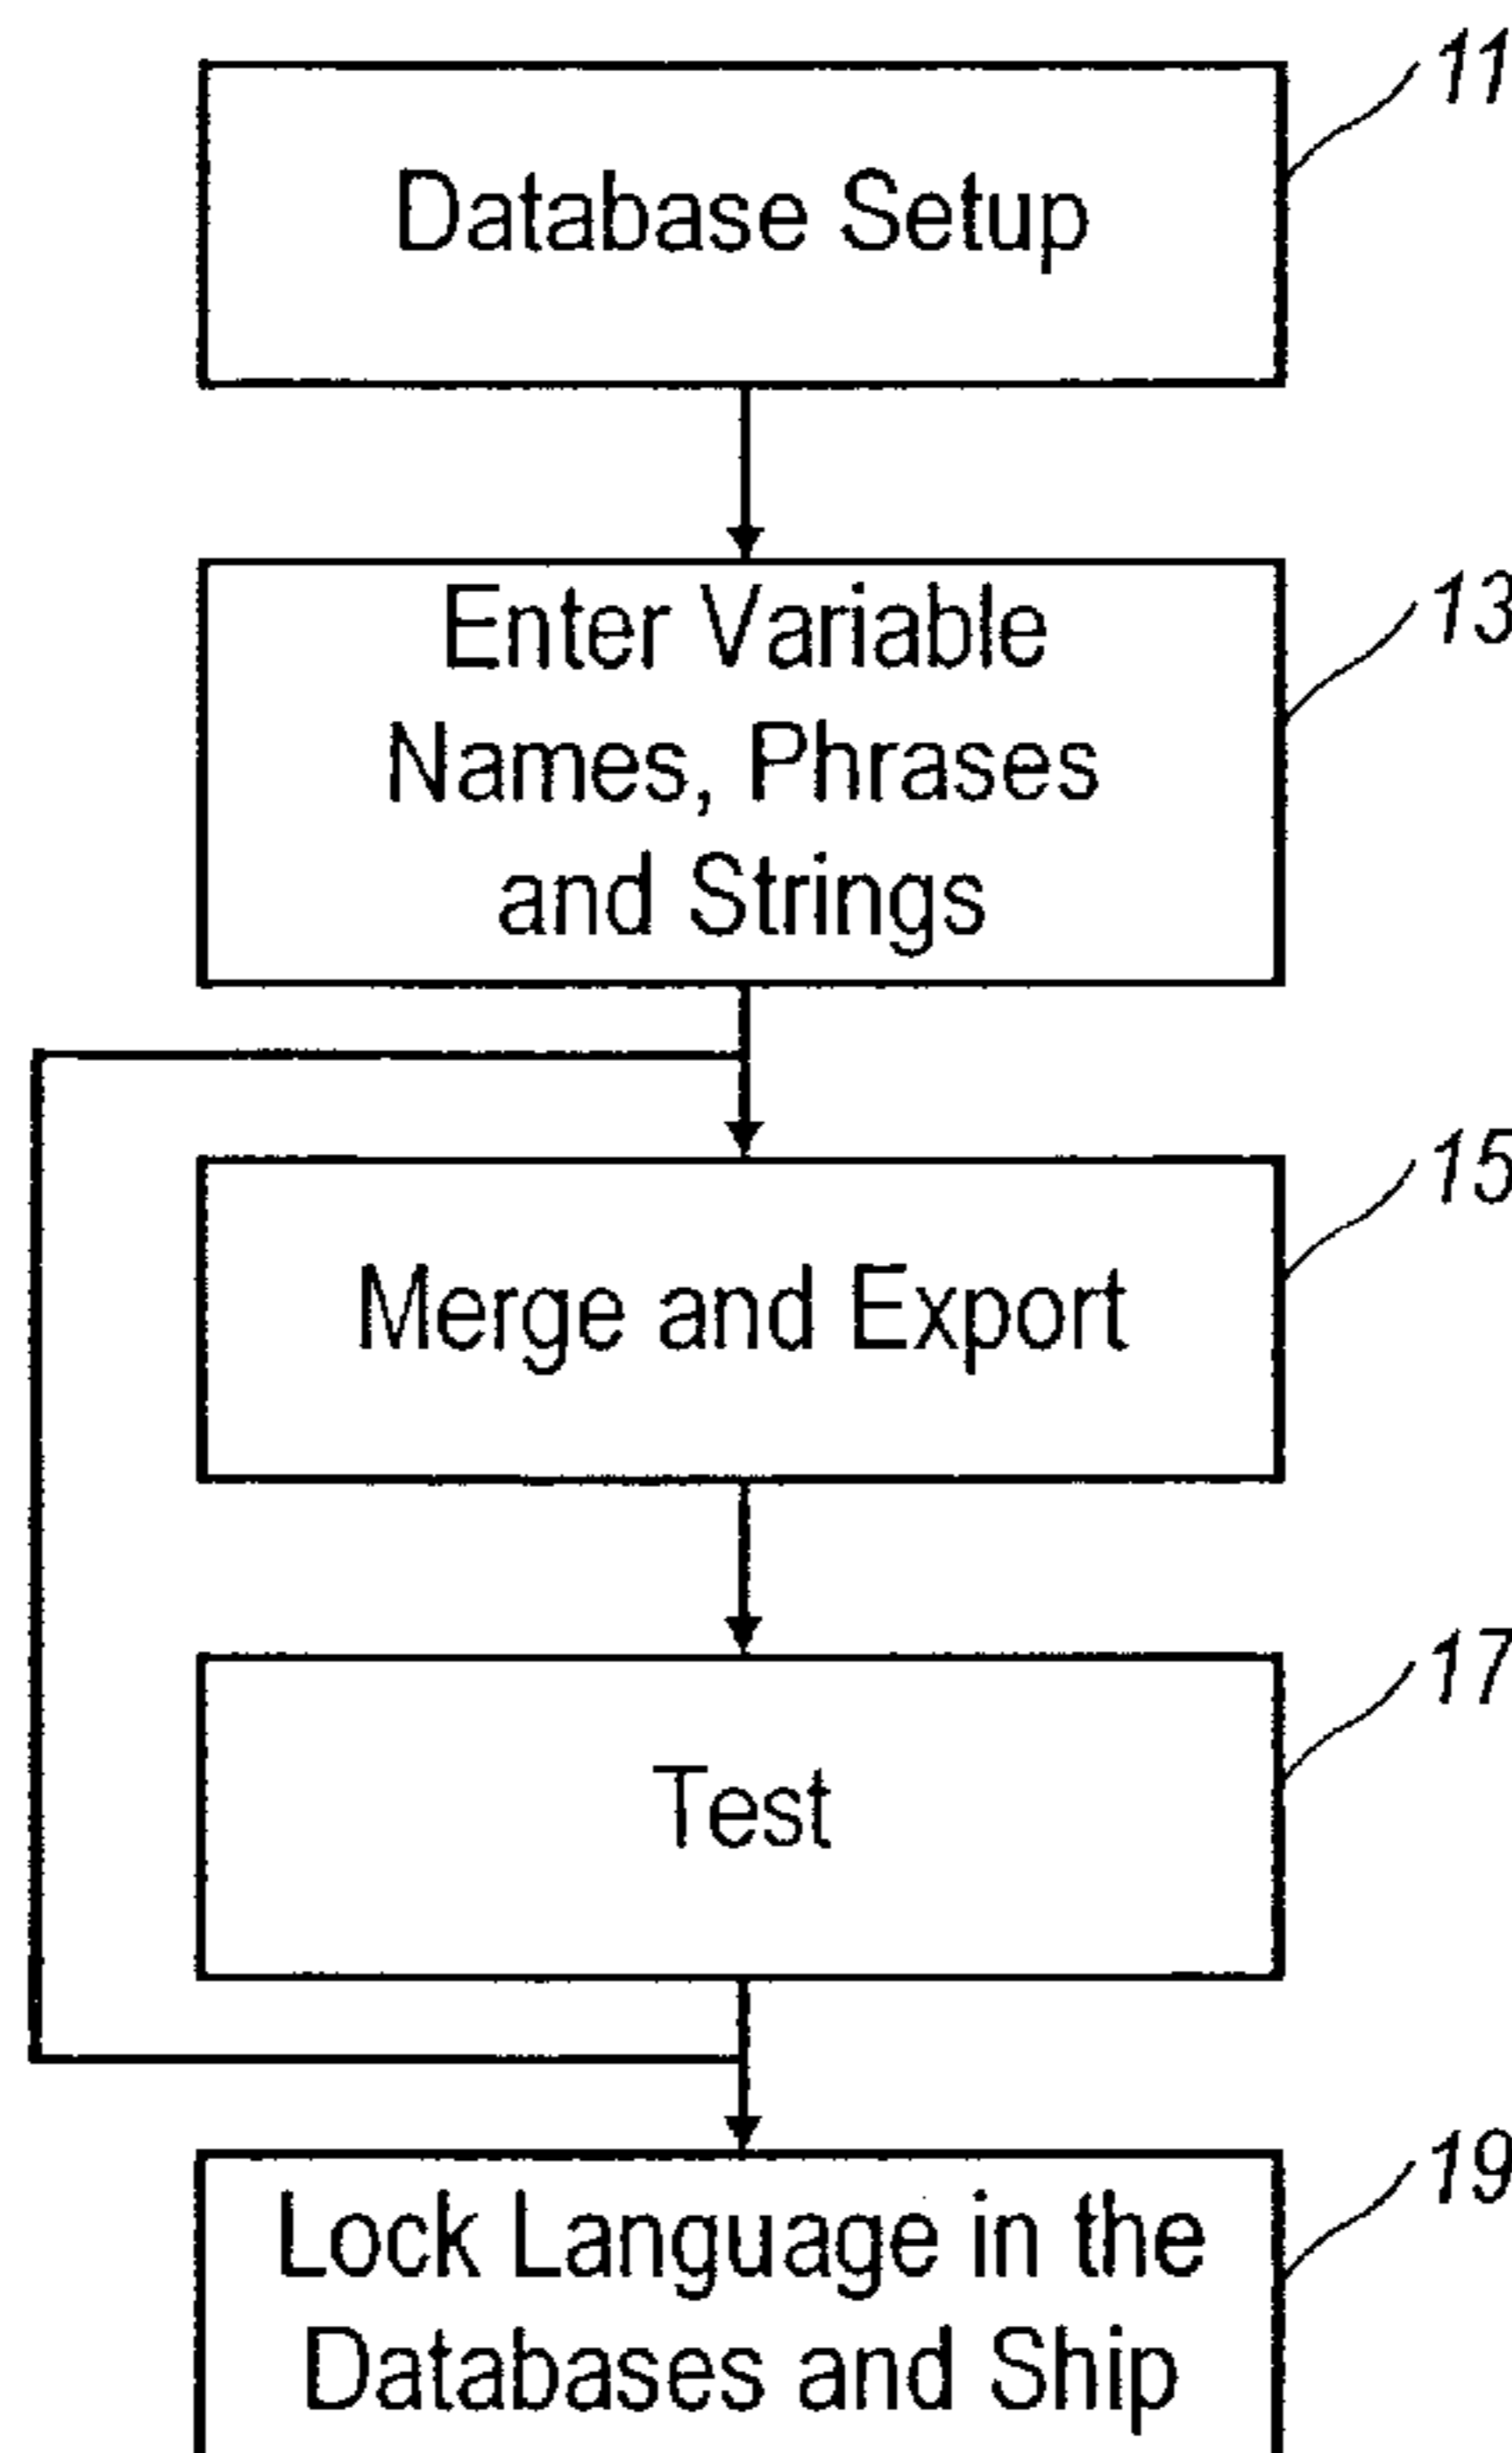 11
Database Setup
13
Enter Variable
Names, Phrases
and Strings
15
Merge and Export
17
Test
19
Lock Language in the
Databases and Ship